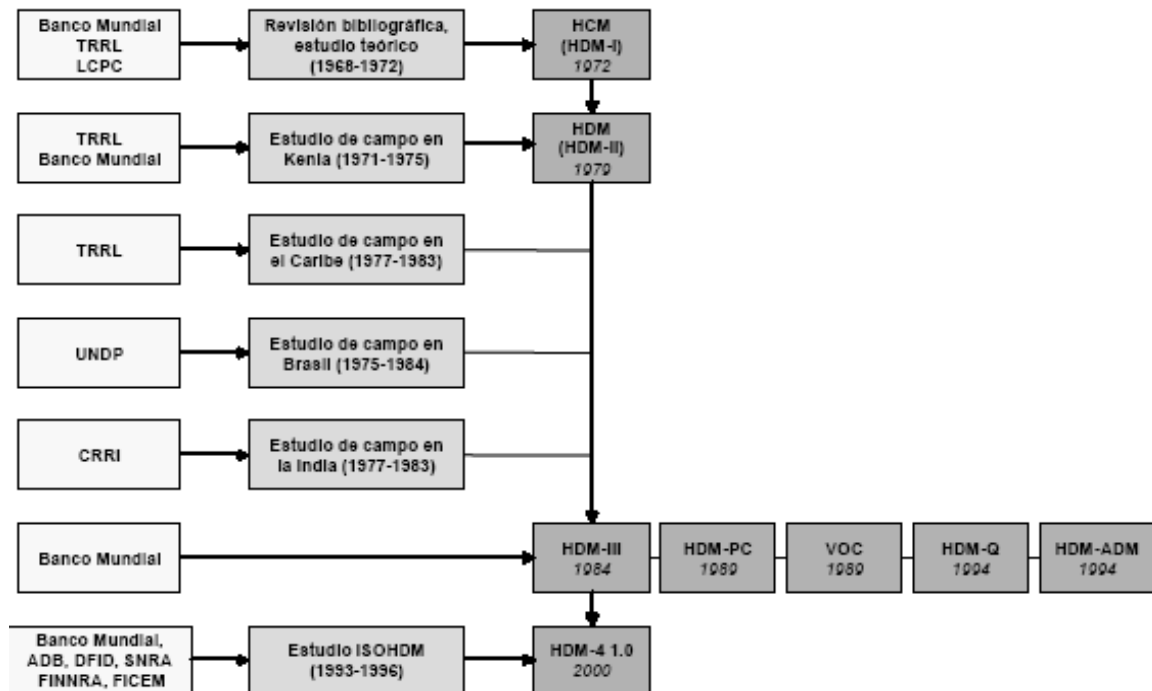 Banco Mundial
TRRL
LCPC
Revisión bibliográfica,
estudio teórico
(1968-1972)
HCM
(HDM-I)
1972
TRRL
Banco Mundial
Estudio de campo en
Kenia (1971-1975)
HDM
(HDM-II)
1979
TRRL
Estudio de campo en
el Caribe (1977-1983)
UNDP
Estudio de campo en
Brasil (1975-1984)
CRRI
Estudio de campo en
la India (1977-1983)
Banco Mundial
HDM-III
1984
HDM-PC
1989
VOC
1989
HDM-Q
1994
HDM-ADM
1994
Banco Mundial,
ADB, DFID, SNRA
FINNRA, FICEM
Estudio ISOHDM
(1993-1996)
HDM-4 1.0
2000